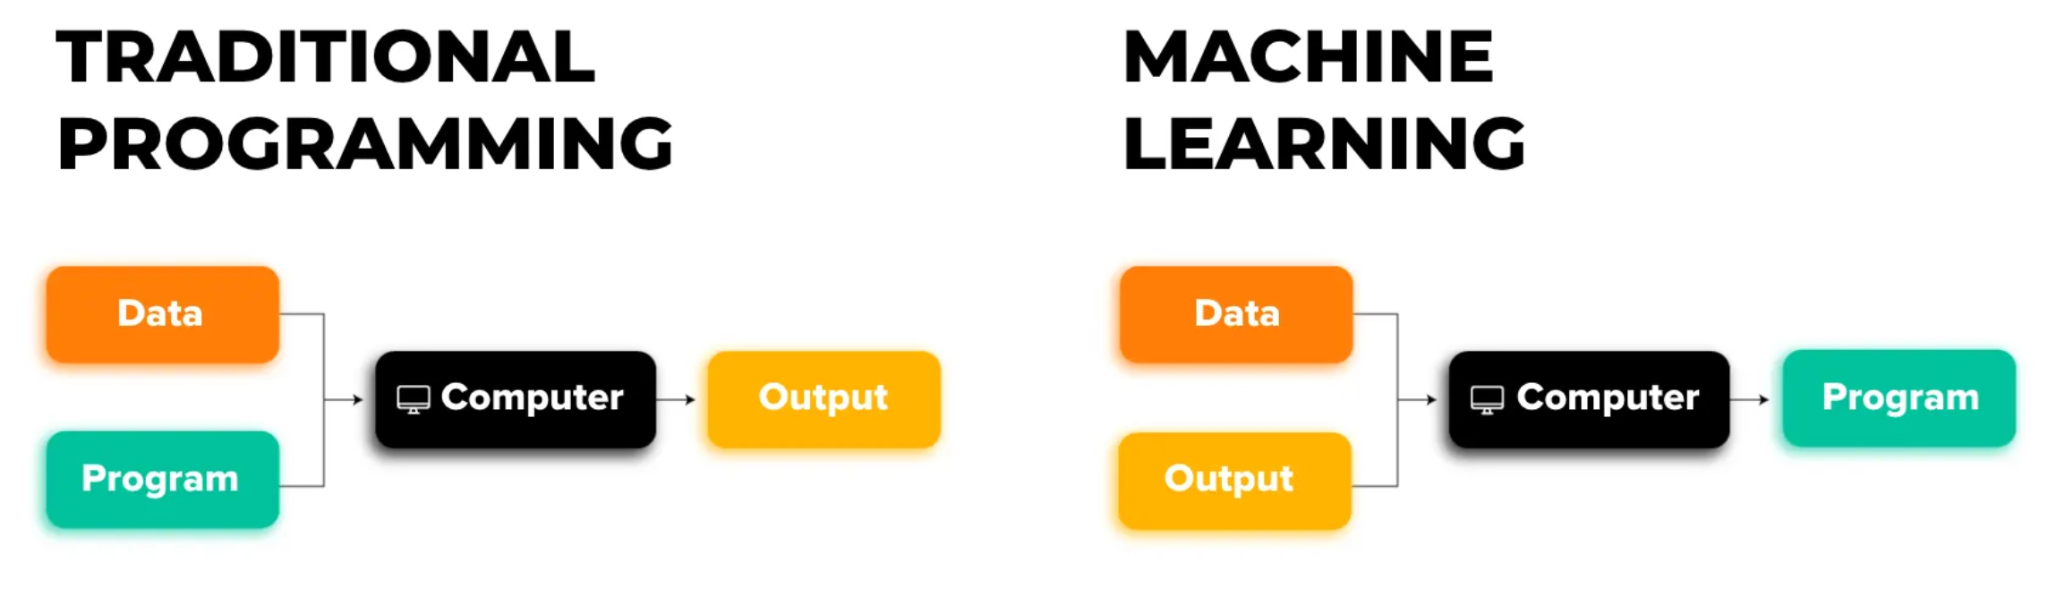 TRADITIONAL
PROGRAMMING
Data
Program
Computer
Output
MACHINE
LEARNING
Data
Output
Computer
Program